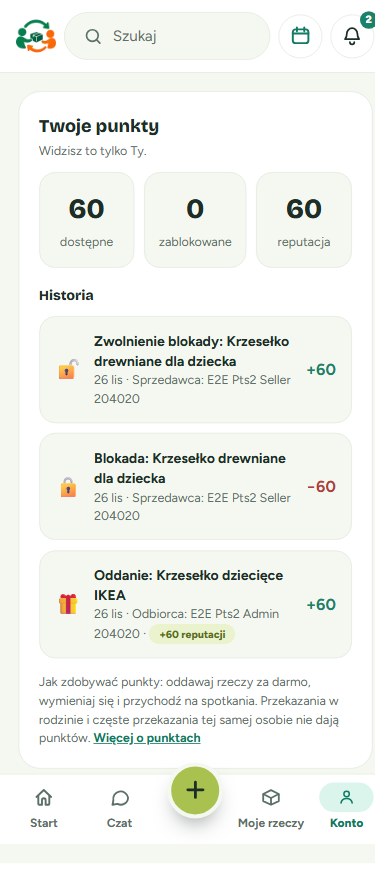 Szukaj
2
Twoje punkty
Widzisz to tylko Ty.
60 0 60
dostępne zablokowane reputacja
Historia
Zwolnienie blokady: Krzesełko
drewniane dla dziecka
26 lis · Sprzedawca: E2E Pts2 Seller
204020
+60
Blokada: Krzesełko drewniane
dla dziecka
26 lis · Sprzedawca: E2E Pts2 Seller
204020
-60
Oddanie: Krzesełko dziecięce
IKEA
26 lis · Odbiorca: E2E Pts2 Admin
204020 · +60 reputacji
+60
Jak zdobywać punkty: oddawaj rzeczy za darmo,
wymieniaj się i przychodź na spotkania. Przekazania w
rodzinie i częste przekazania tej samej osobie nie dają
punktów. Więcej o punktach
Start Czat Moje rzeczy Konto